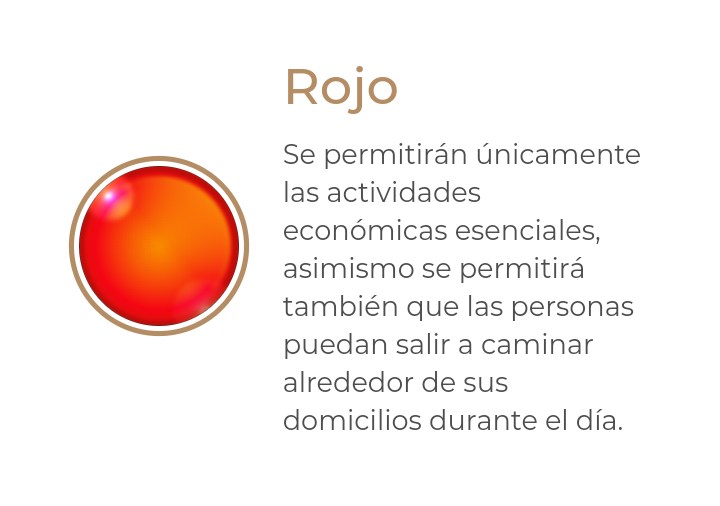 Rojo
Se permitirán únicamente
las actividades
económicas esenciales,
asimismo se permitirá
también que las personas
puedan salir a caminar
alrededor de sus
domicilios durante el día.